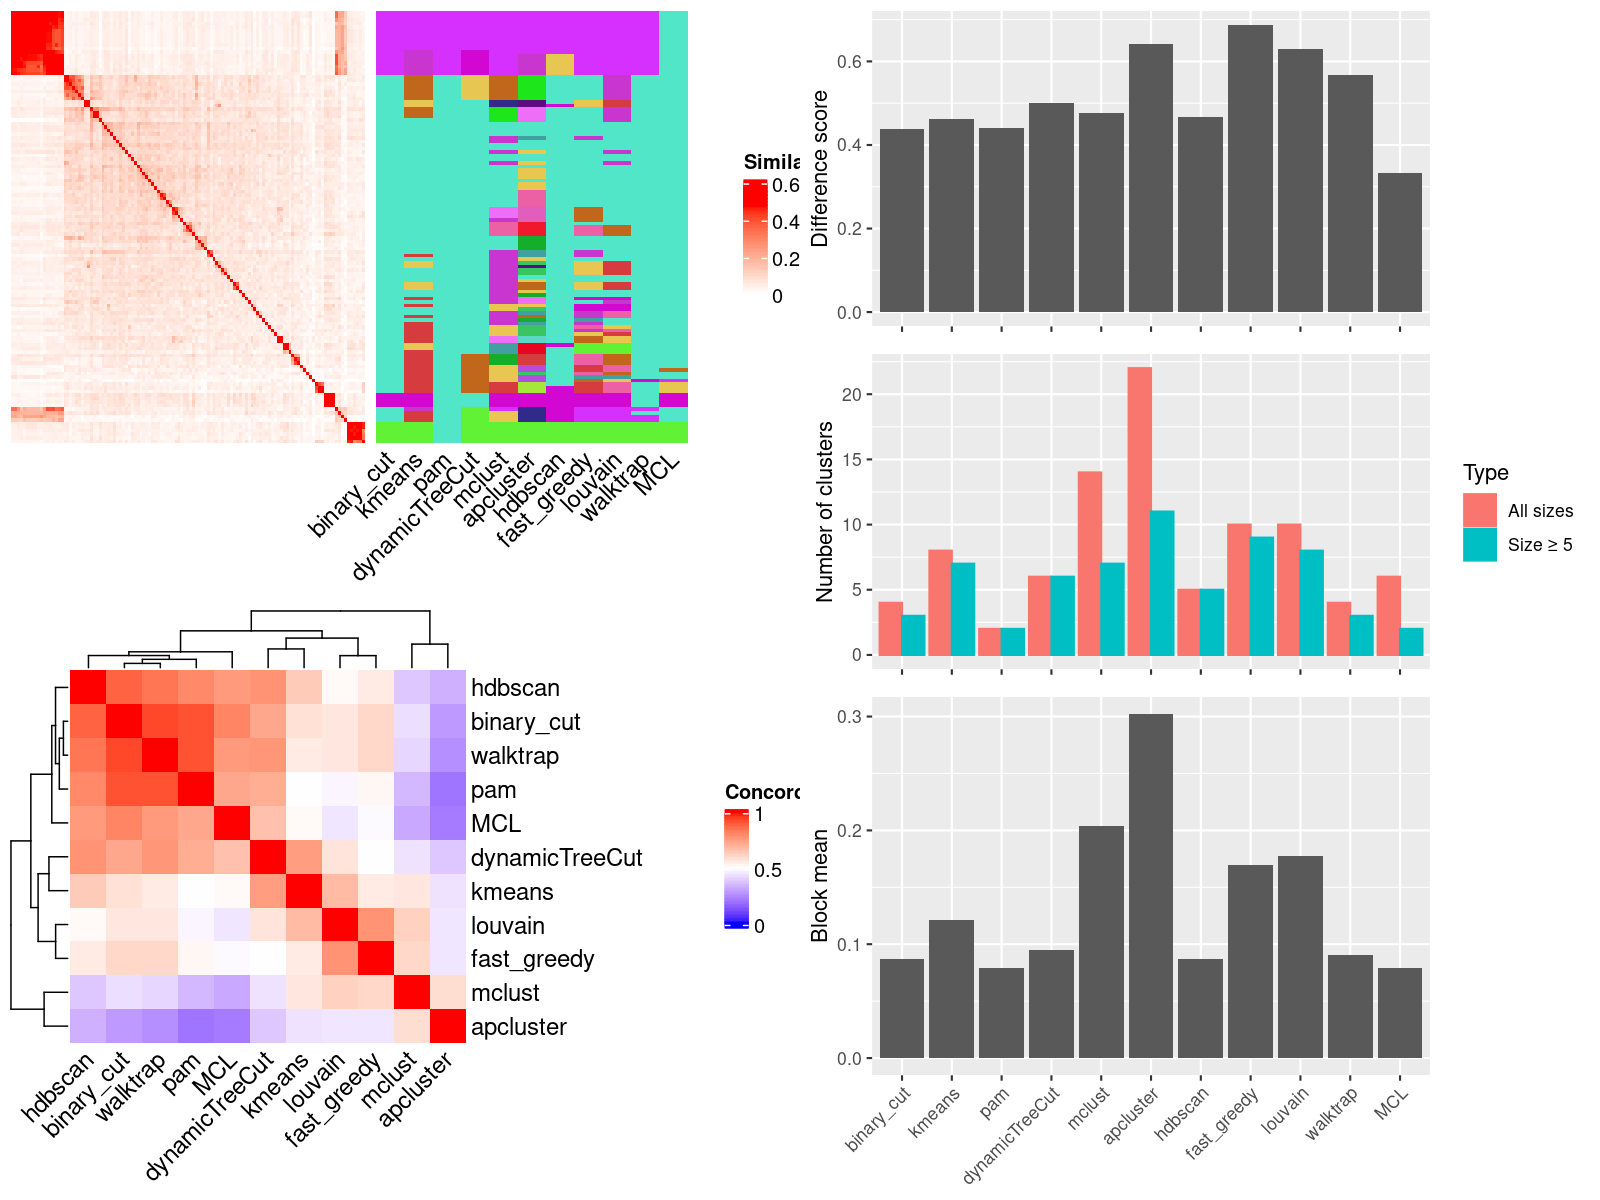 Simila
0.6
0.4
0.2
0
binary_cut
kmeans
pam
dynamicTreeCut
mclust
apcluster
hdbscan
fast_greedy
louvain
walktrap
MCL
hdbscan
binary_cut
walktrap
pam
MCL
dynamicTreeCut
kmeans
louvain
fast_greedy
mclust
apcluster
hdbscan
binary_cut
walktrap
pam
MCL
dynamicTreeCut
kmeans
louvain
fast_greedy
mclust
apcluster
Concord
1
0.5
0
Difference score
0.6
0.4
0.2
0.0
Number of clusters
20
15
10
5
0
Type
All sizes
Size ≥ 5
Block mean
0.3
0.2
0.1
0.0
binary_cut
kmeans
pam
dynamicTreeCut
mclust
apcluster
hdbscan
fast_greedy
louvain
walktrap
MCL